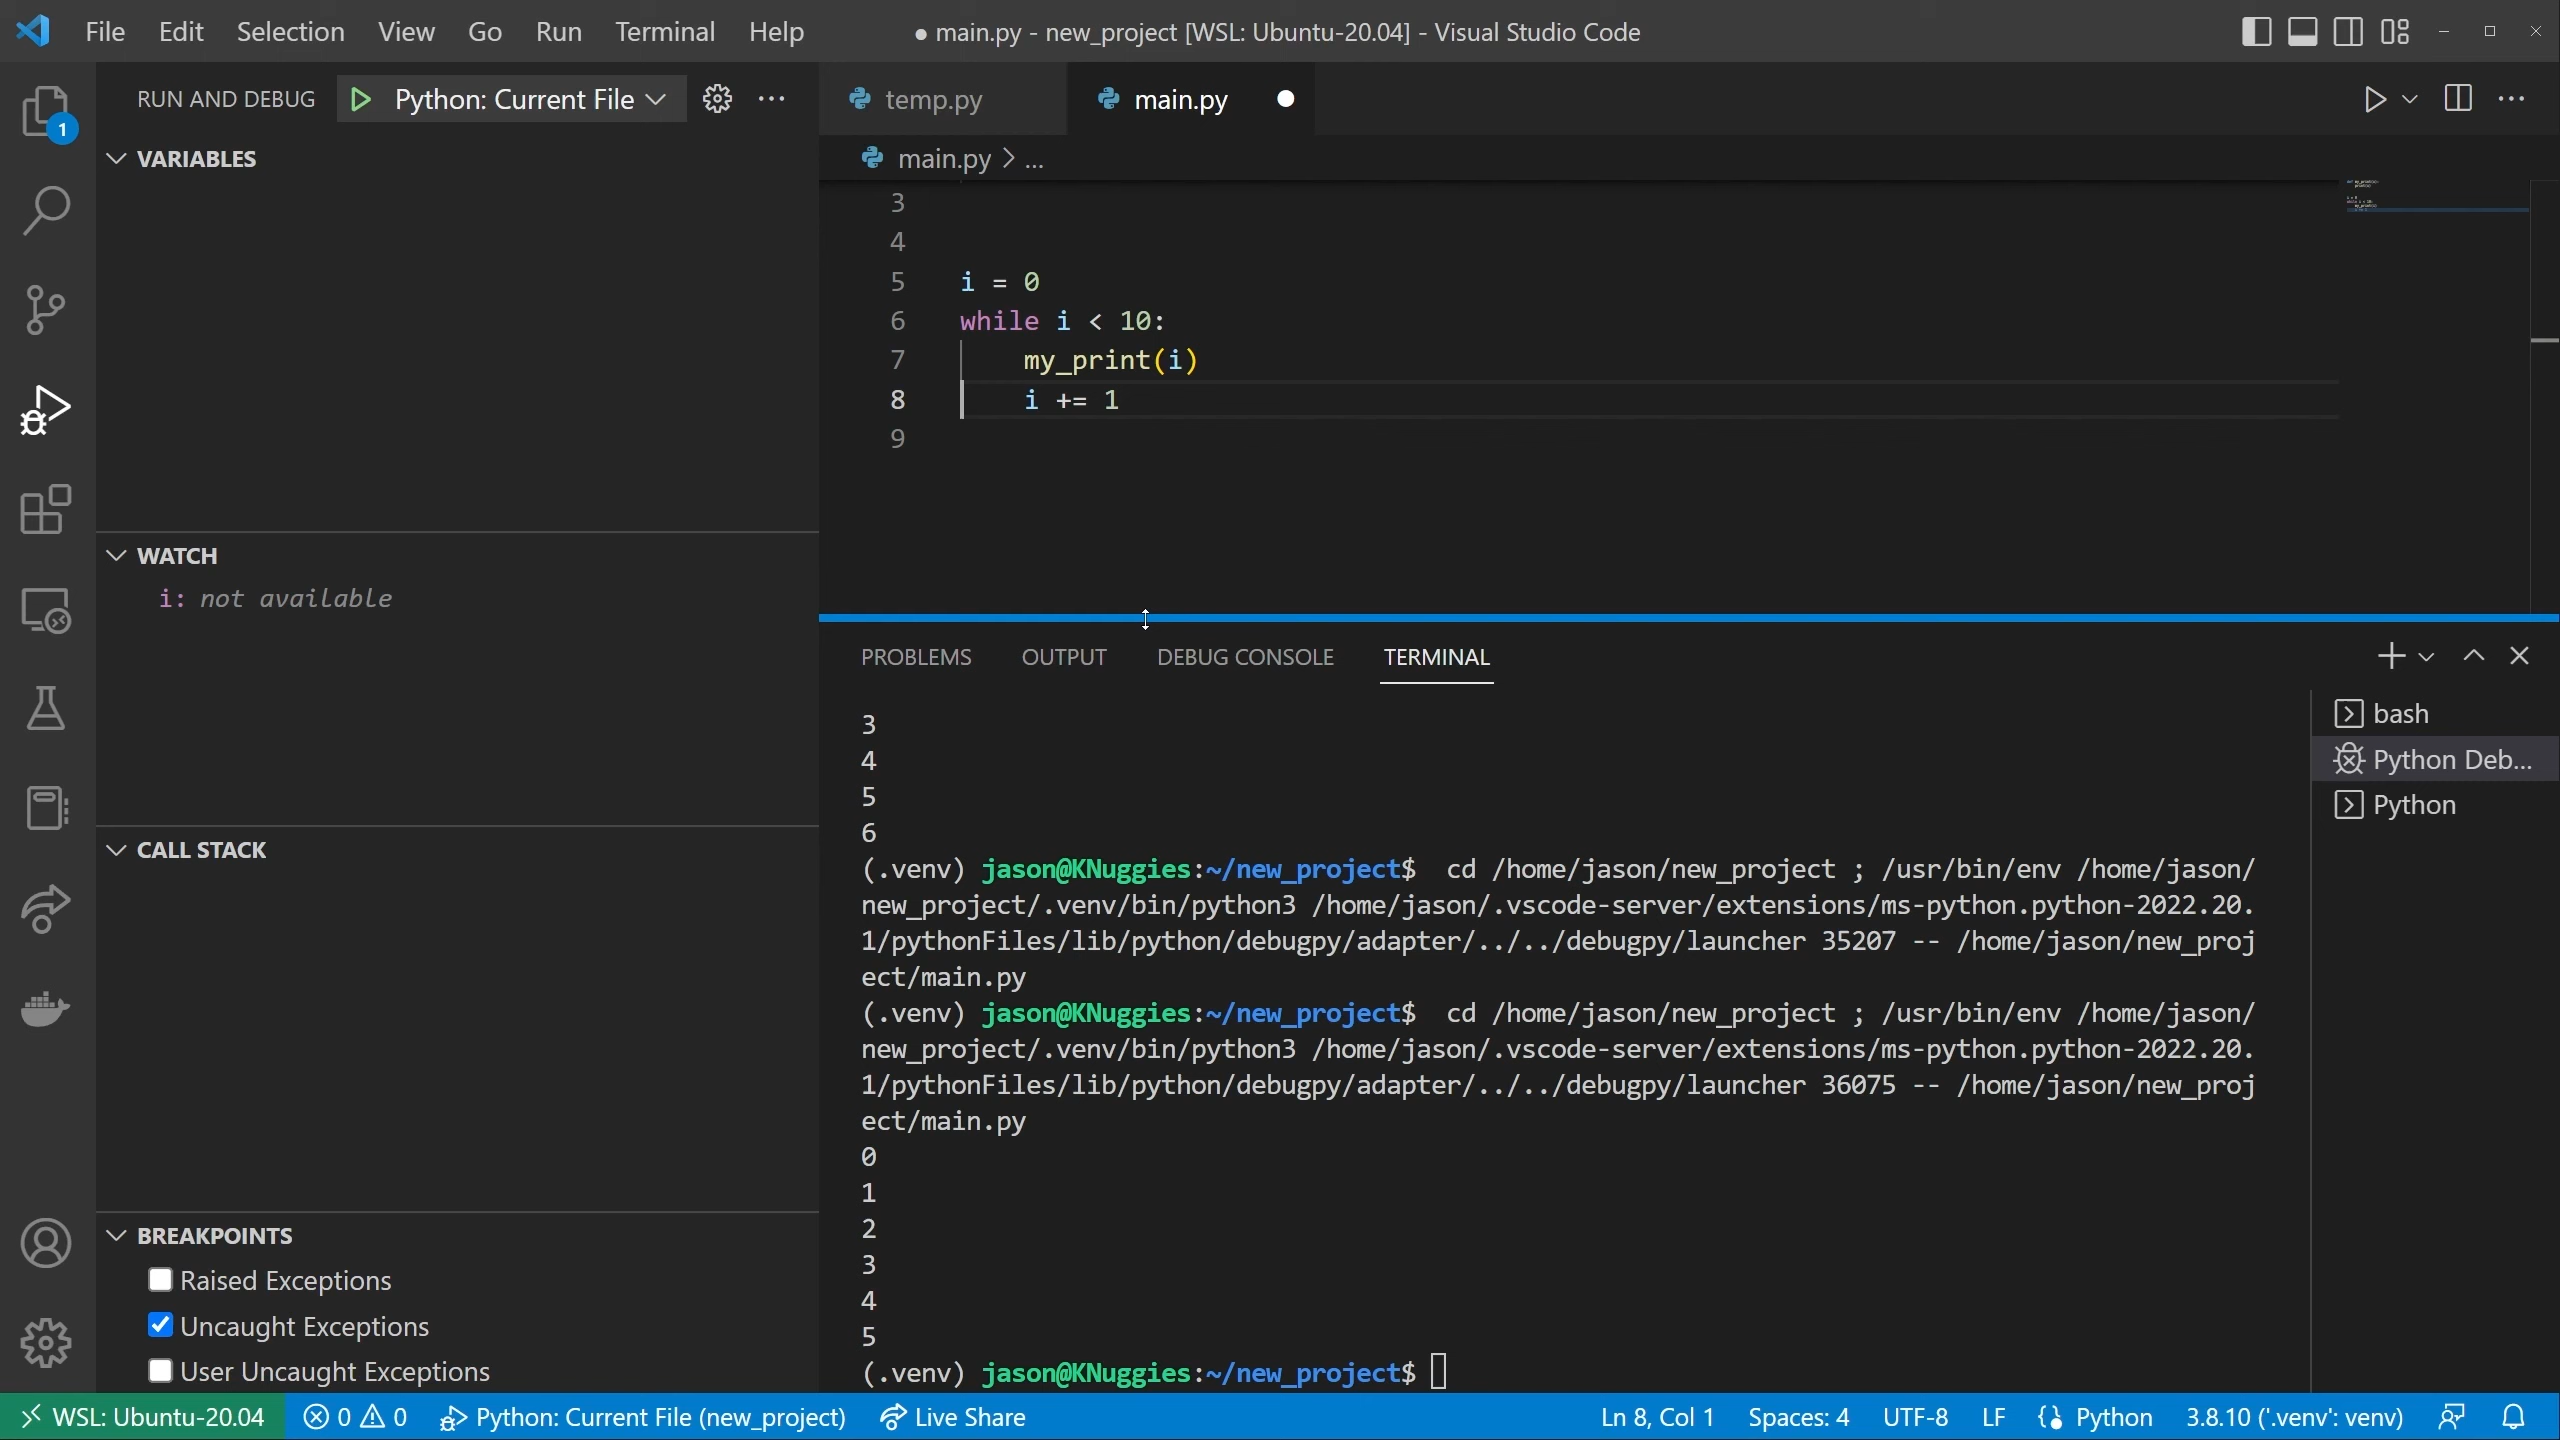 File Edit Selection View Go Run Terminal Help ● main.py - new_project [WSL: Ubuntu-20.04] - Visual Studio Code
RUN AND DEBUG Python: Current File
temp.py main.py
1
VARIABLES
main.py > ...
3
4
5 i = 0
6 while i < 10:
7 my_print(i)
8 i += 1
9
WATCH
i: not available
PROBLEMS OUTPUT DEBUG CONSOLE TERMINAL
bash
Python Deb...
Python
3
4
5
6
(.venv) jason@KNuggies:~/new_project$ cd /home/jason/new_project ; /usr/bin/env /home/jason/
new_project/.venv/bin/python3 /home/jason/.vscode-server/extensions/ms-python.python-2022.20.
1/pythonFiles/lib/python/debugpy/adapter/../../debugpy/launcher 35207 -- /home/jason/new_proj
ect/main.py
(.venv) jason@KNuggies:~/new_project$ cd /home/jason/new_project ; /usr/bin/env /home/jason/
new_project/.venv/bin/python3 /home/jason/.vscode-server/extensions/ms-python.python-2022.20.
1/pythonFiles/lib/python/debugpy/adapter/../../debugpy/launcher 36075 -- /home/jason/new_proj
ect/main.py
0
1
2
3
4
5
(.venv) jason@KNuggies:~/new_project$
CALL STACK
BREAKPOINTS
Raised Exceptions
Uncaught Exceptions
User Uncaught Exceptions
WSL: Ubuntu-20.04 0 0 Python: Current File (new_project) Live Share Ln 8, Col 1 Spaces: 4 UTF-8 LF Python 3.8.10 ('.venv': venv)